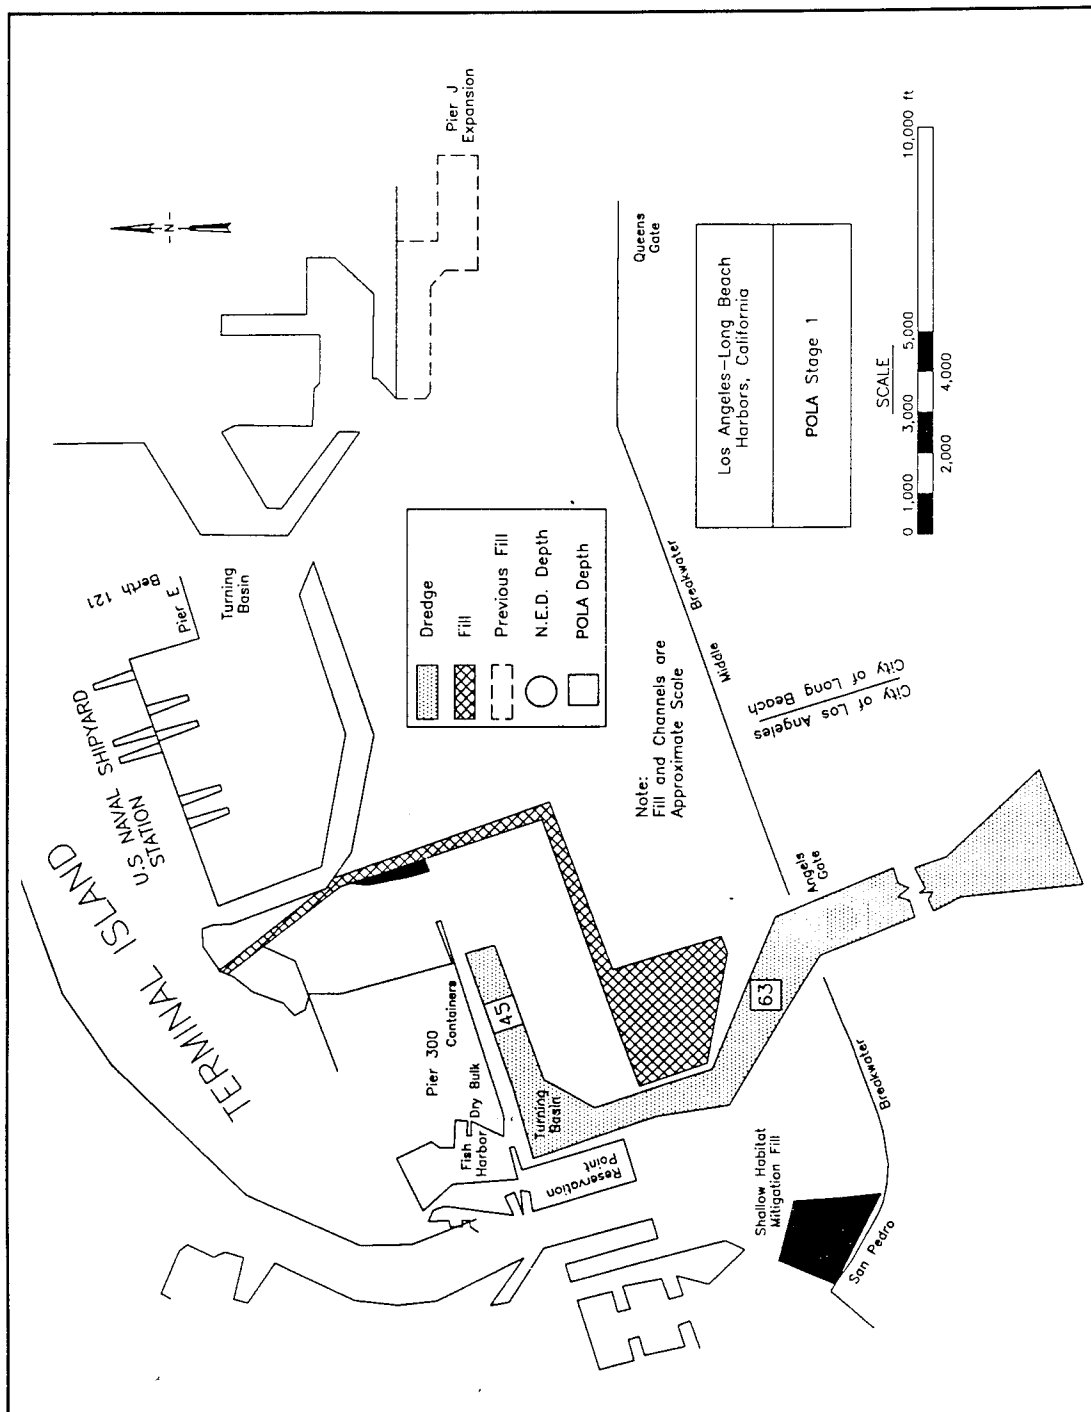 TERMINAL ISLAND
U.S NAVAL SHIPYARD
STATION
Pier E
Berth 121
Turning
Basin
N
Pier J
Expansion
Pier 300
Containers
Dry Bulk
Fish
Harbor
45
Turning
Basin
Reservation
Point
Dredge
Fill
Previous Fill
N.E.D. Depth
POLA Depth
Note:
Fill and Channels are
Approximate Scale
Queens
Gate
Middle Breakwater
Angels
Gate
City of Los Angeles
City of Long Beach
63
Shallow Habitat
Mitigation Fill
San Pedro Breakwater
Los Angeles-Long Beach
Harbors, California
POLA Stage 1
SCALE
0 1,000 3,000 5,000 10,000 ft
2,000 4,000